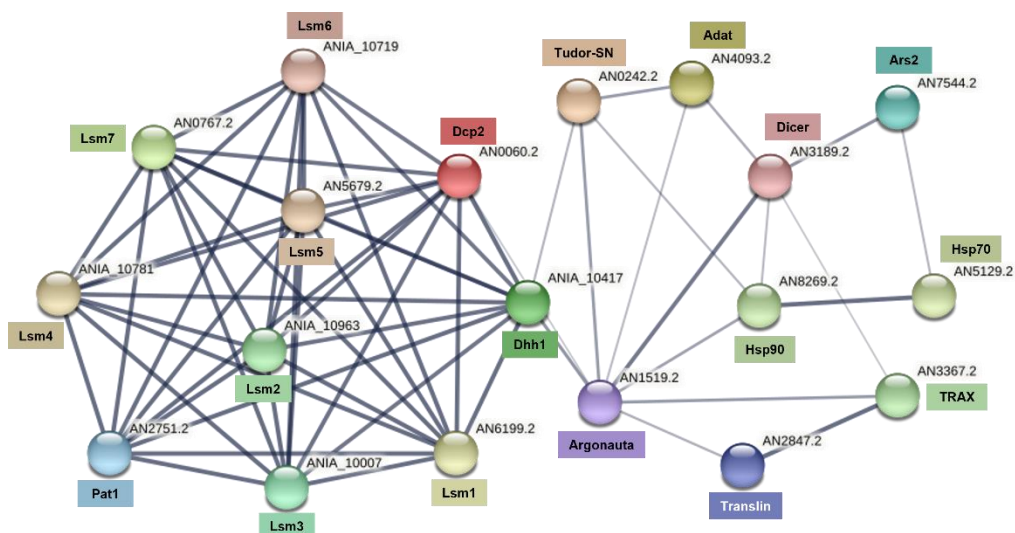 Lsm6
ANIA_10719
Tudor-SN
AN0242.2
Adat
AN4093.2
Ars2
AN7544.2
Lsm7
AN0767.2
Dcp2
AN0060.2
Dicer
AN3189.2
AN5679.2
Lsm5
ANIA_10781
Lsm4
ANIA_10417
Dhh1
AN8269.2
Hsp90
Hsp70
AN5129.2
ANIA_10963
Lsm2
AN1519.2
Argonauta
AN3367.2
TRAX
AN2751.2
Pat1
ANIA_10007
Lsm3
AN6199.2
Lsm1
AN2847.2
Translin